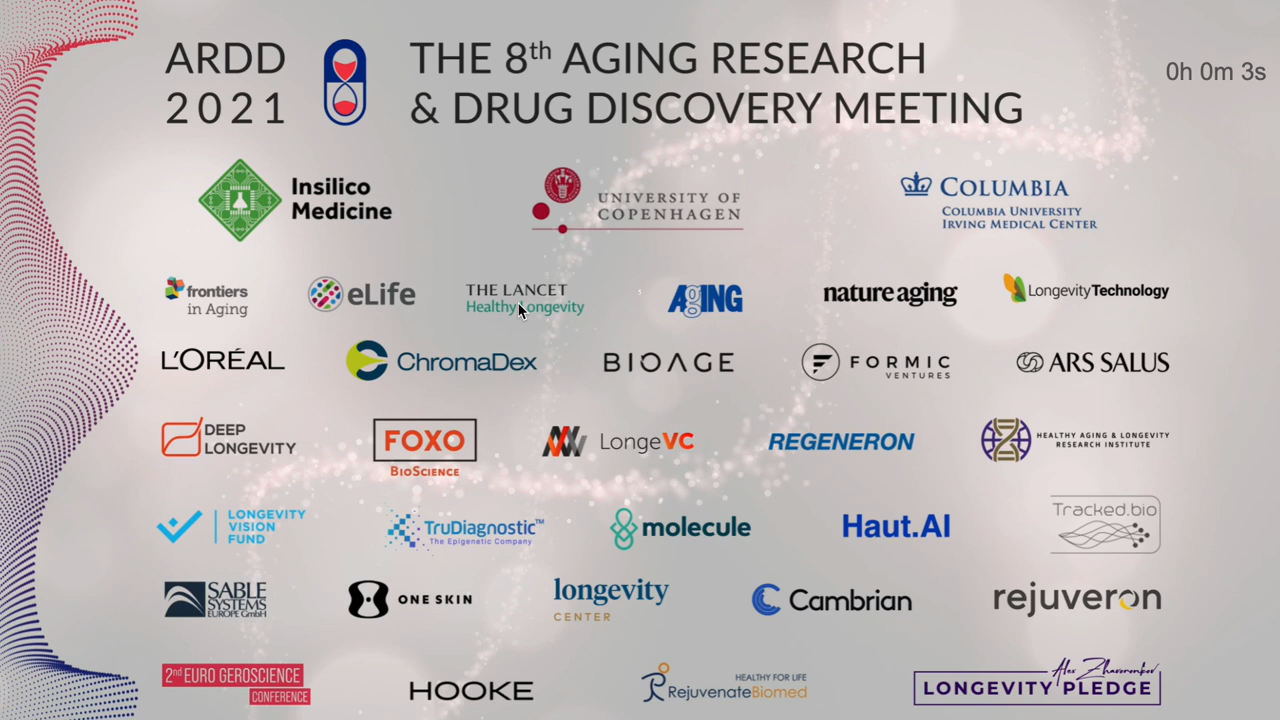 ARDD
2021
THE 8th AGING RESEARCH
& DRUG DISCOVERY MEETING
0h 0m 3s
Insilico
Medicine
UNIVERSITY OF
COPENHAGEN
COLUMBIA
COLUMBIA UNIVERSITY
IRVING MEDICAL CENTER
frontiers
in Aging
eLife
THE LANCET
Healthy Longevity
AgING
nature aging
LongevityTechnology
L'ORÉAL
ChromaDex
BIOAGE
FORMIC
VENTURES
ARS SALUS
DEEP
LONGEVITY
FOXO
BIOSCIENCE
LongeVC
REGENERON
HEALTHY AGING & LONGEVITY
RESEARCH INSTITUTE
LONGEVITY
VISION
FUND
TruDiagnostic™
The Epigenetic Company
molecule
Haut.AI
Tracked.bio
SABLE
SYSTEMS
EUROPE GmbH
ONE SKIN
longevity
CENTER
Cambrian
rejuveron
2nd EURO GEROSCIENCE
CONFERENCE
HOOKE
HEALTHY FOR LIFE
RejuvenateBiomed
Alex Zhavoronkov
LONGEVITY PLEDGE